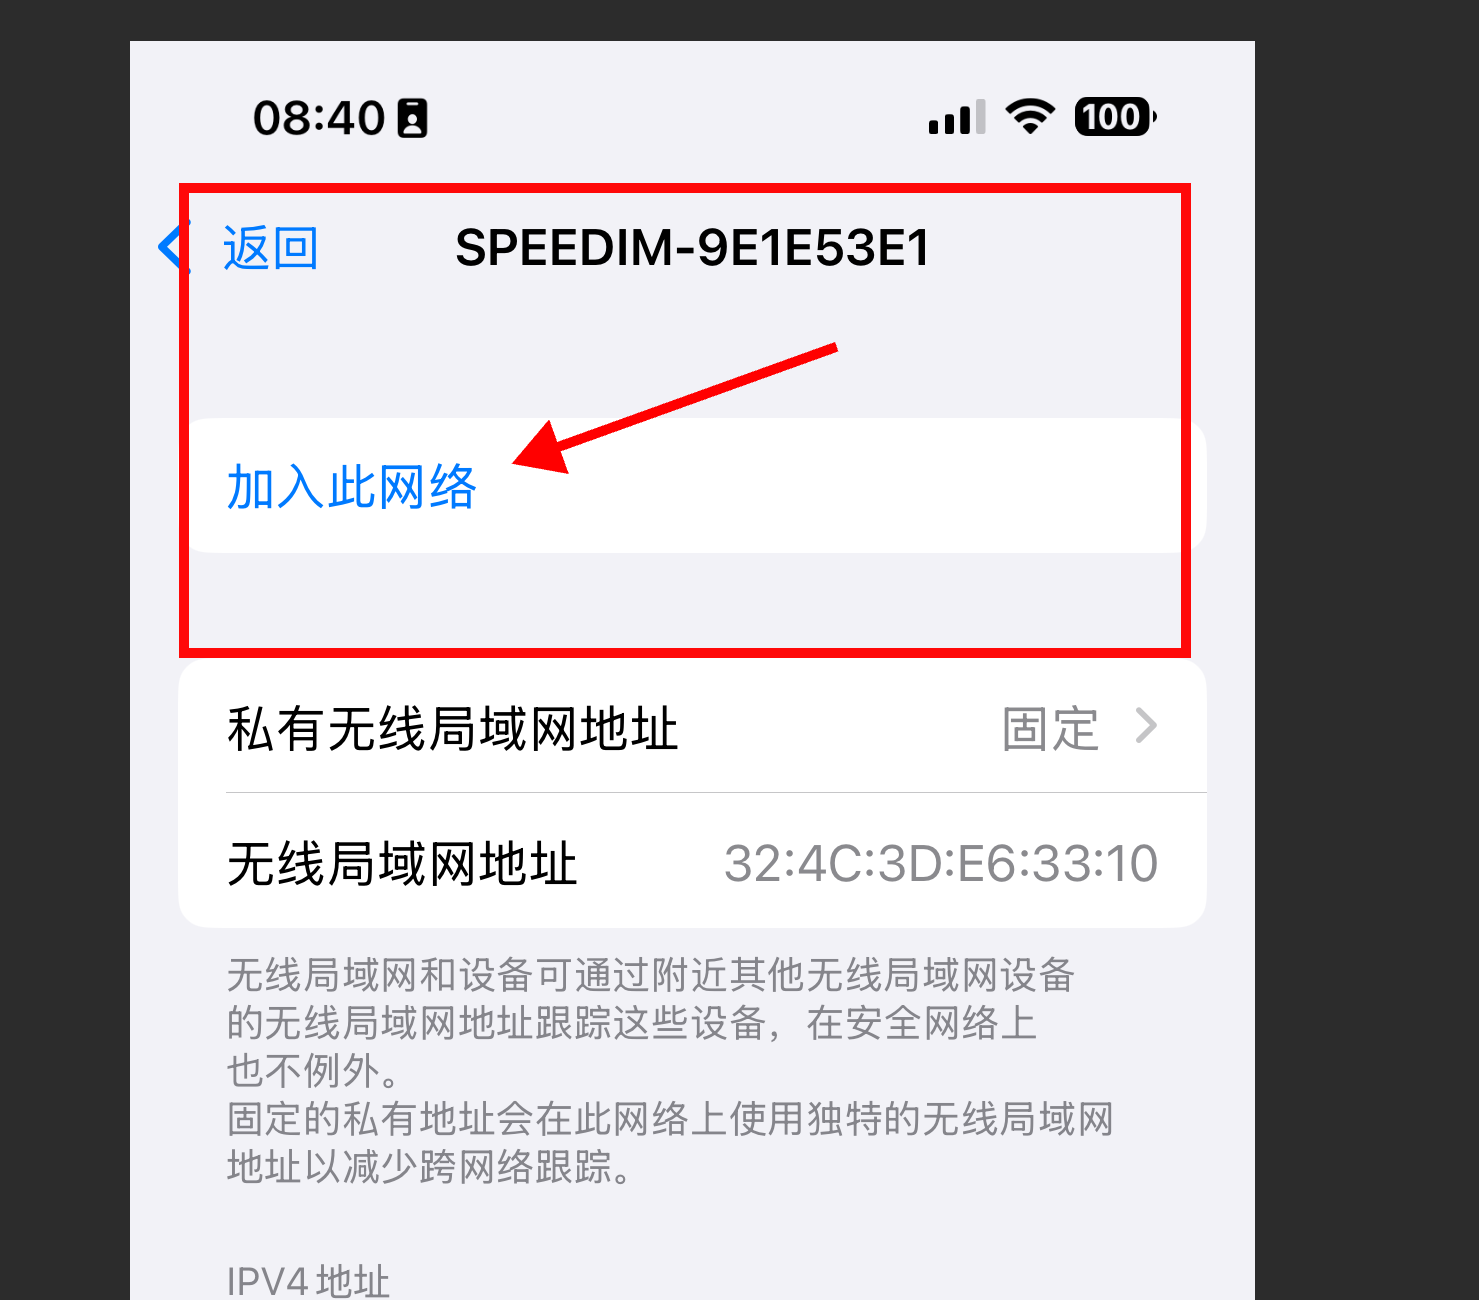 08:40
100
返回
SPEEDIM-9E1E53E1
加入此网络
私有无线局域网地址 固定
无线局域网地址 32:4C:3D:E6:33:10
无线局域网和设备可通过附近其他无线局域网设备
的无线局域网地址跟踪这些设备，在安全网络上
也不例外。
固定的私有地址会在此网络上使用独特的无线局域网
地址以减少跨网络跟踪。
IPV4 地址